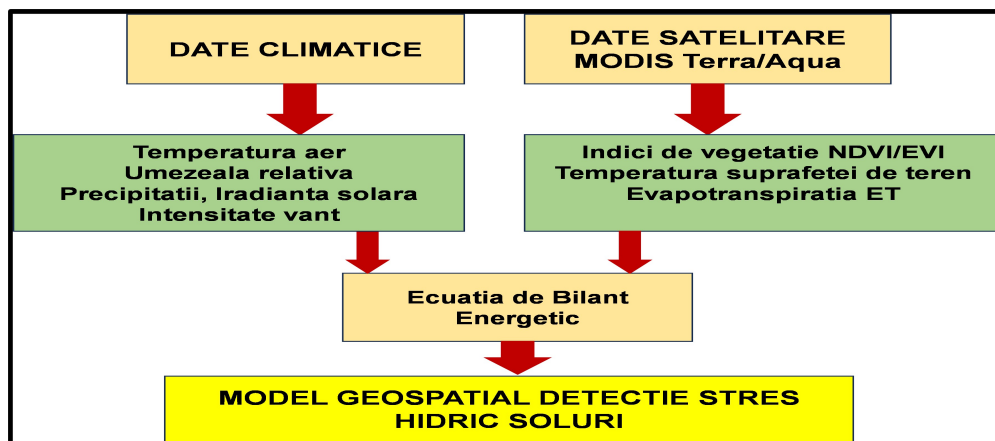 DATE CLIMATICE
DATE SATELITARE
MODIS Terra/Aqua
Temperatura aer
Umezeala relativa
Precipitatii, Iradianta solara
Intensitate vant
Indici de vegetatie NDVI/EVI
Temperatura suprafetei de teren
Evapotranspiratia ET
Ecuatia de Bilant
Energetic
MODEL GEOSPATIAL DETECTIE STRES
HIDRIC SOLURI